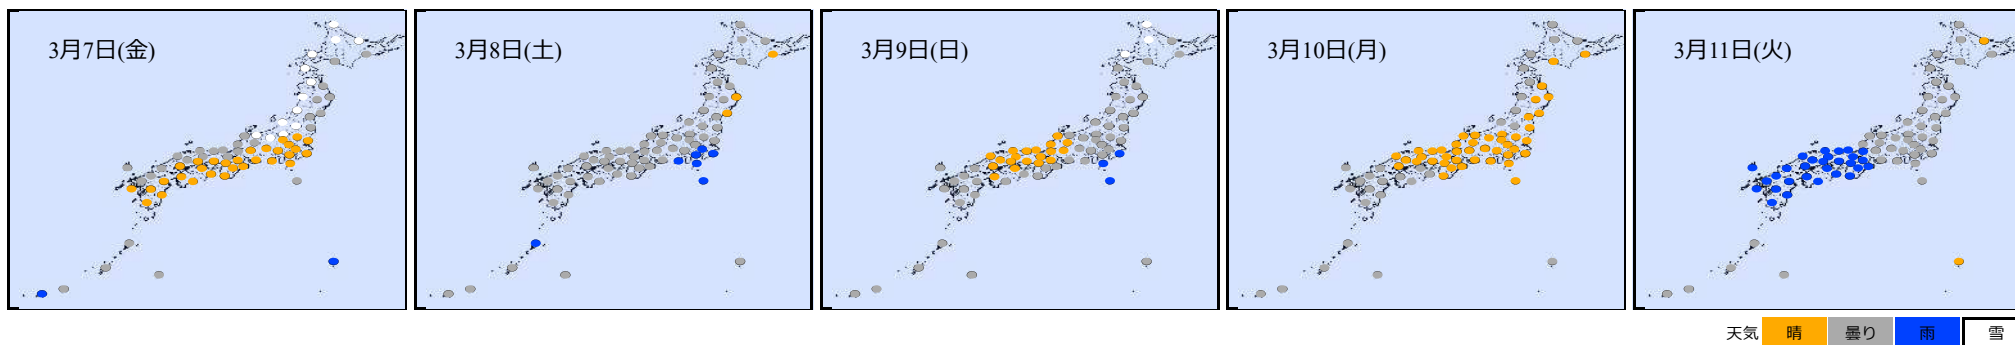 3月7日(金)
3月8日(土)
3月9日(日)
3月10日(月)
3月11日(火)
天気 晴 曇り 雨 雪